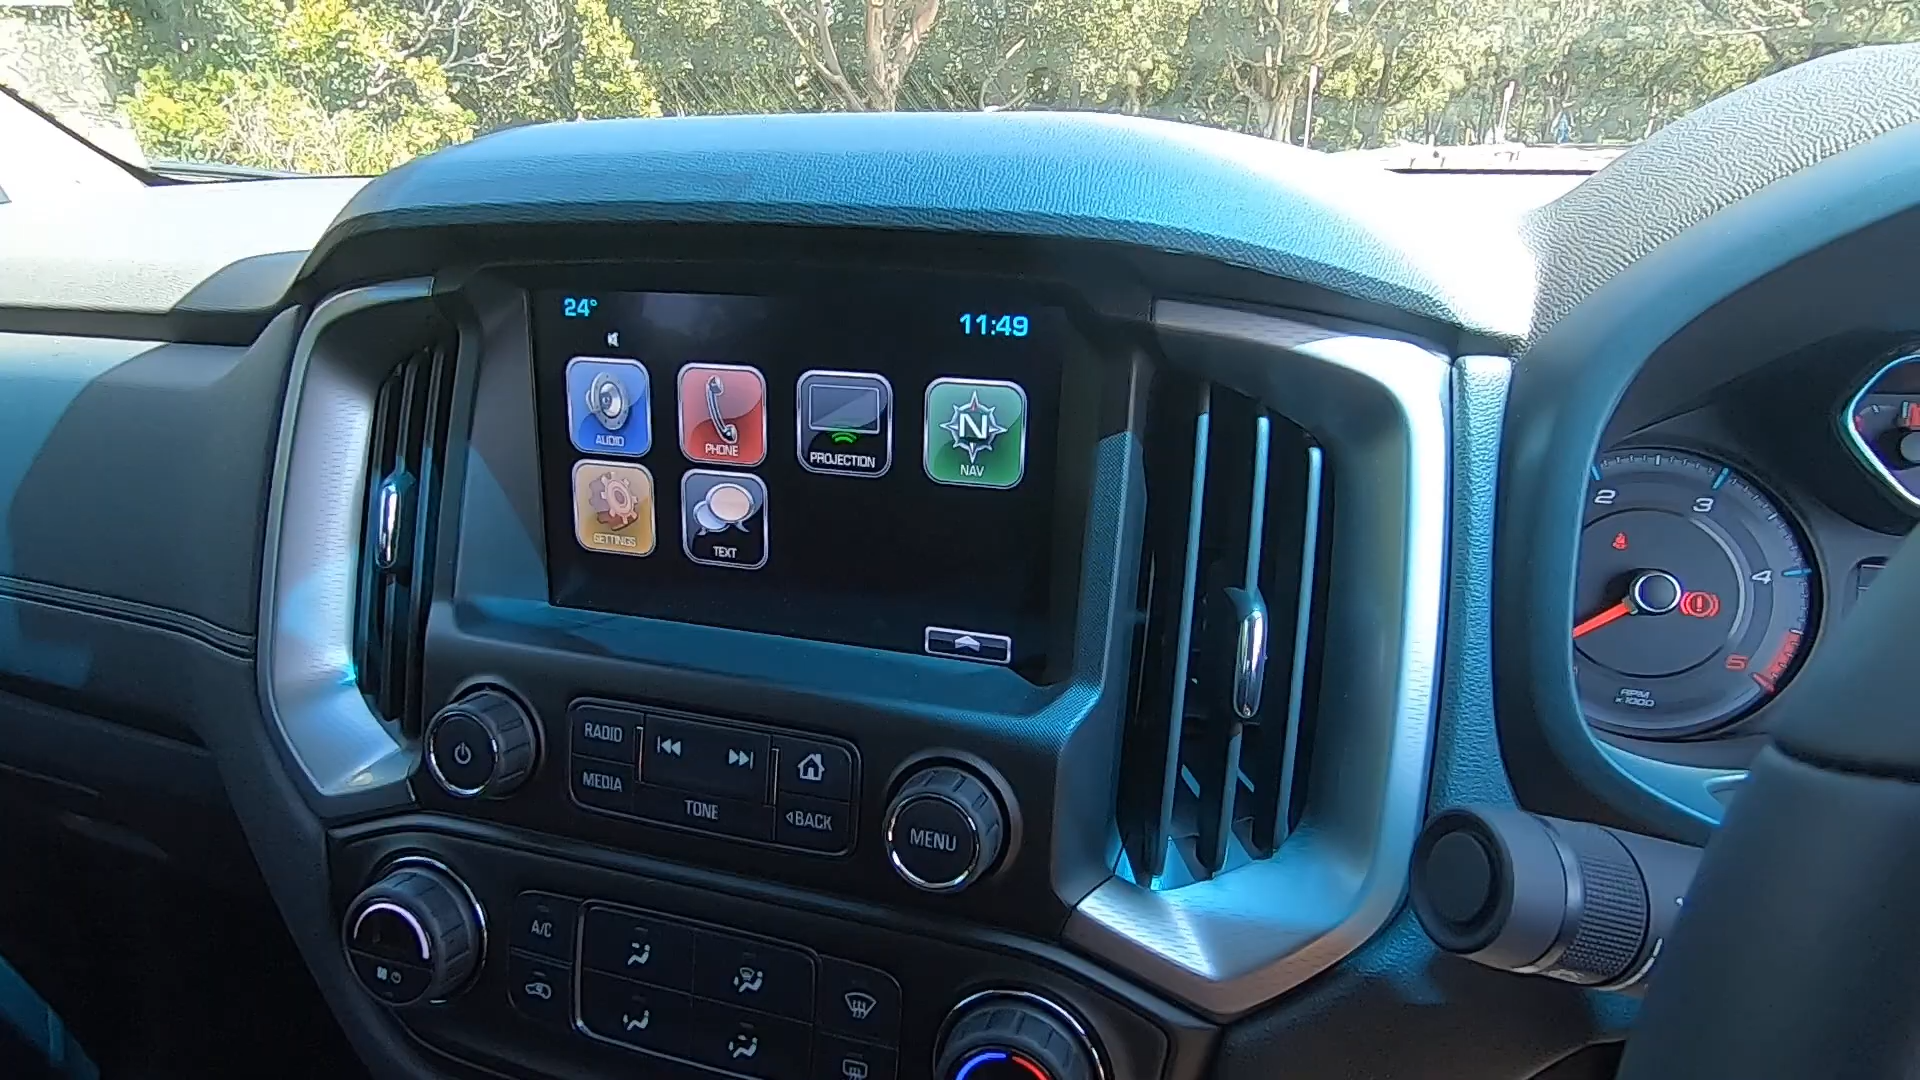 24°
11:49
AUDIO
PHONE
PROJECTION
N
NAV
SETTINGS
TEXT
2
3
4
5
RPM
x 1000
RADIO
MEDIA
TONE
BACK
MENU
A/C